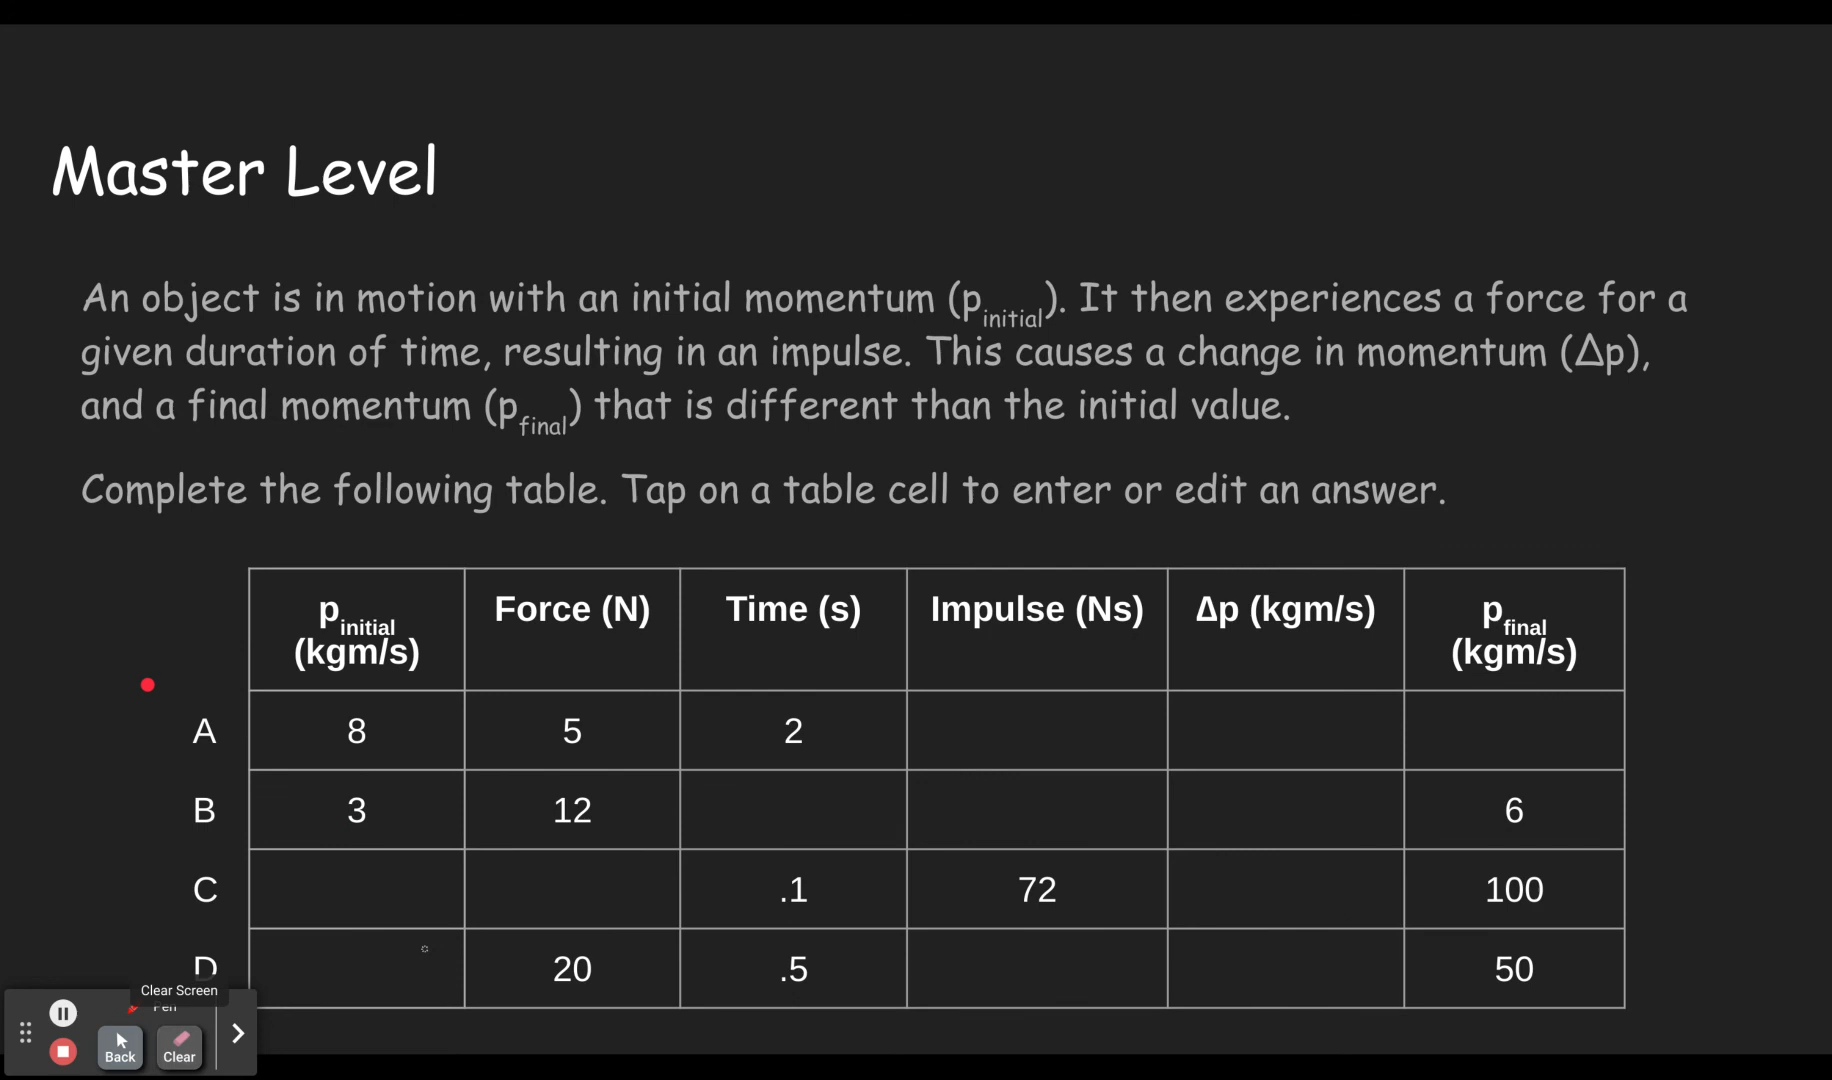 Master Level
An object is in motion with an initial momentum (pinitial). It then experiences a force for a
given duration of time, resulting in an impulse. This causes a change in momentum (Δp),
and a final momentum (pfinal) that is different than the initial value.
Complete the following table. Tap on a table cell to enter or edit an answer.
pinitial (kgm/s) Force (N) Time (s) Impulse (Ns) Δp (kgm/s) pfinal (kgm/s)
A 8 5 2
B 3 12 6
C .1 72 100
D 20 .5 50
Clear Screen
Pen
Back Clear